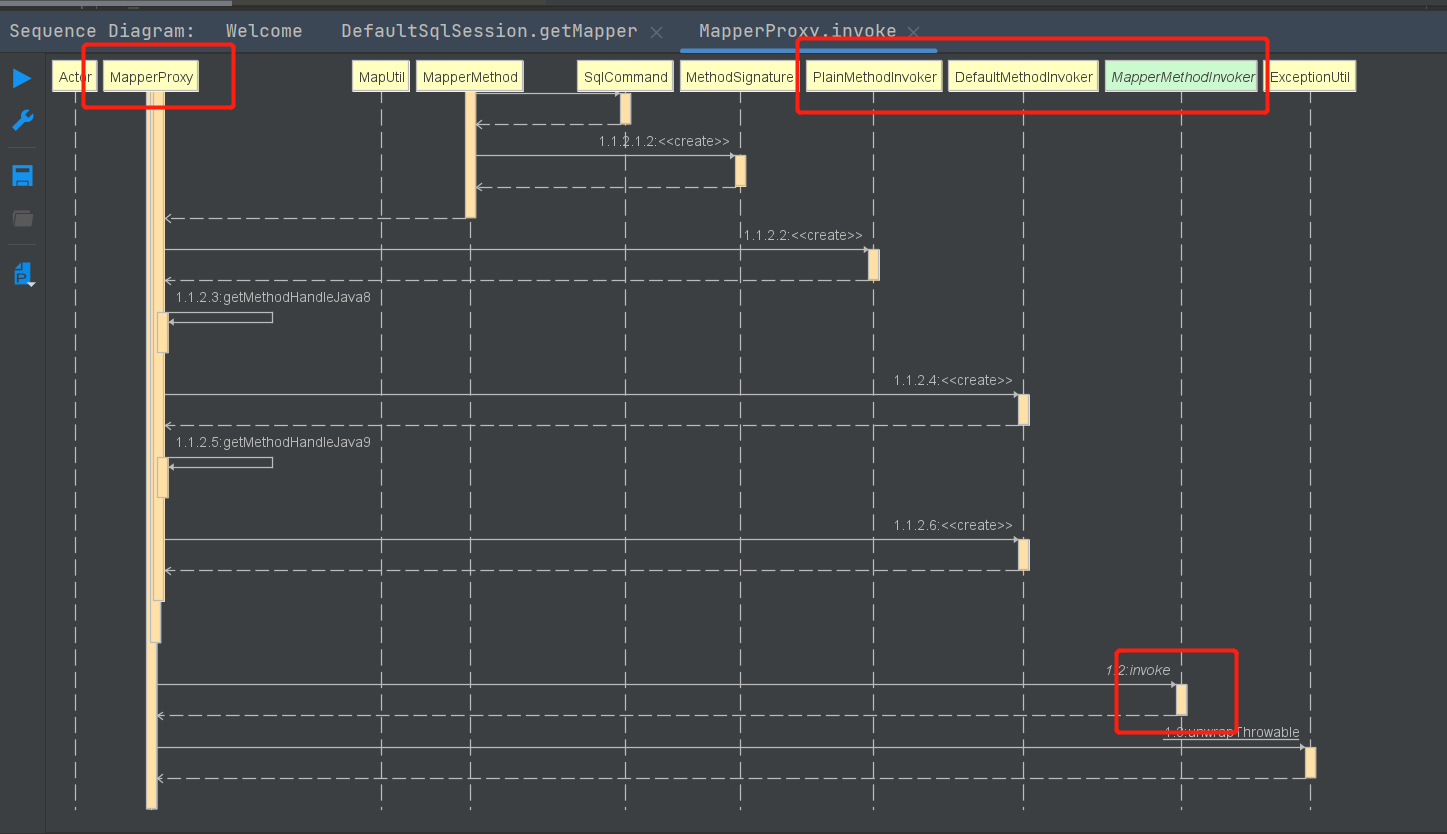 Sequence Diagram: Welcome DefaultSqlSession.getMapper MapperProxy.invoke
Actor MapperProxy MapUtil MapperMethod SqlCommand MethodSignature PlainMethodInvoker DefaultMethodInvoker MapperMethodInvoker ExceptionUtil
1.1.2.1.2:<<create>>
1.1.2.2:<<create>>
1.1.2.3:getMethodHandleJava8
1.1.2.4:<<create>>
1.1.2.5:getMethodHandleJava9
1.1.2.6:<<create>>
1.2:invoke
1.3:unwrapThrowable